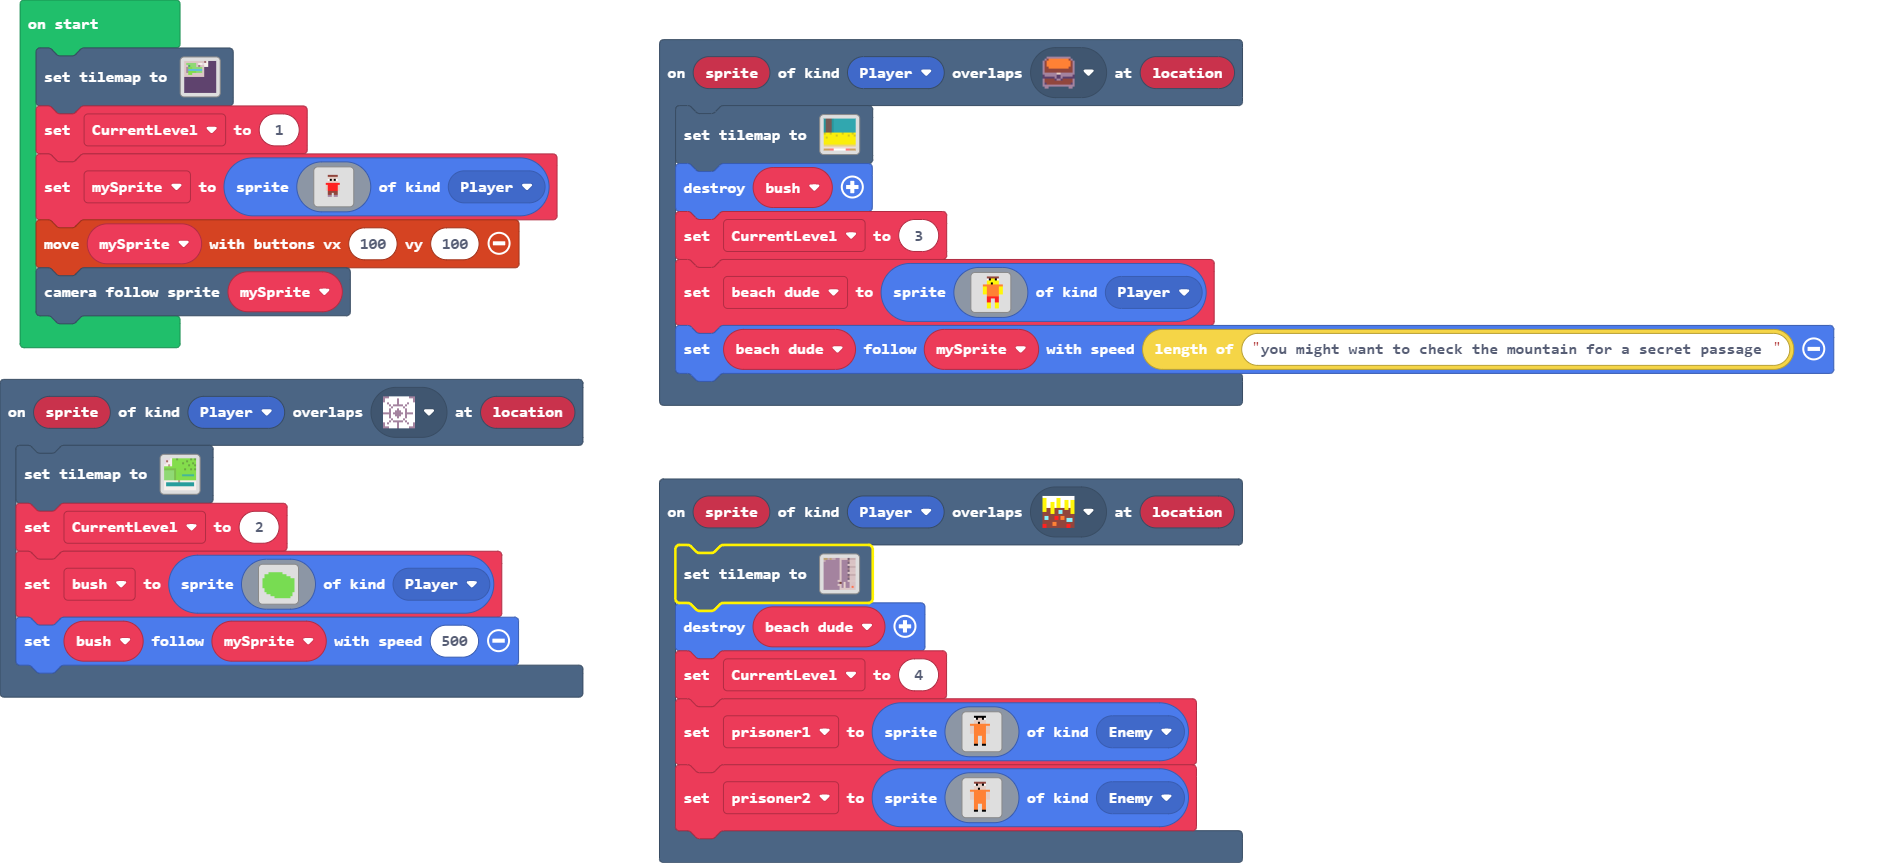 on start
set tilemap to
set CurrentLevel to 1
set mySprite to sprite of kind Player
move mySprite with buttons vx 100 vy 100
camera follow sprite mySprite
on sprite of kind Player overlaps at location
set tilemap to
set CurrentLevel to 2
set bush to sprite of kind Player
set bush follow mySprite with speed 500
on sprite of kind Player overlaps at location
set tilemap to
destroy bush
set CurrentLevel to 3
set beach dude to sprite of kind Player
set beach dude follow mySprite with speed length of "you might want to check the mountain for a secret passage "
on sprite of kind Player overlaps at location
set tilemap to
destroy beach dude
set CurrentLevel to 4
set prisoner1 to sprite of kind Enemy
set prisoner2 to sprite of kind Enemy